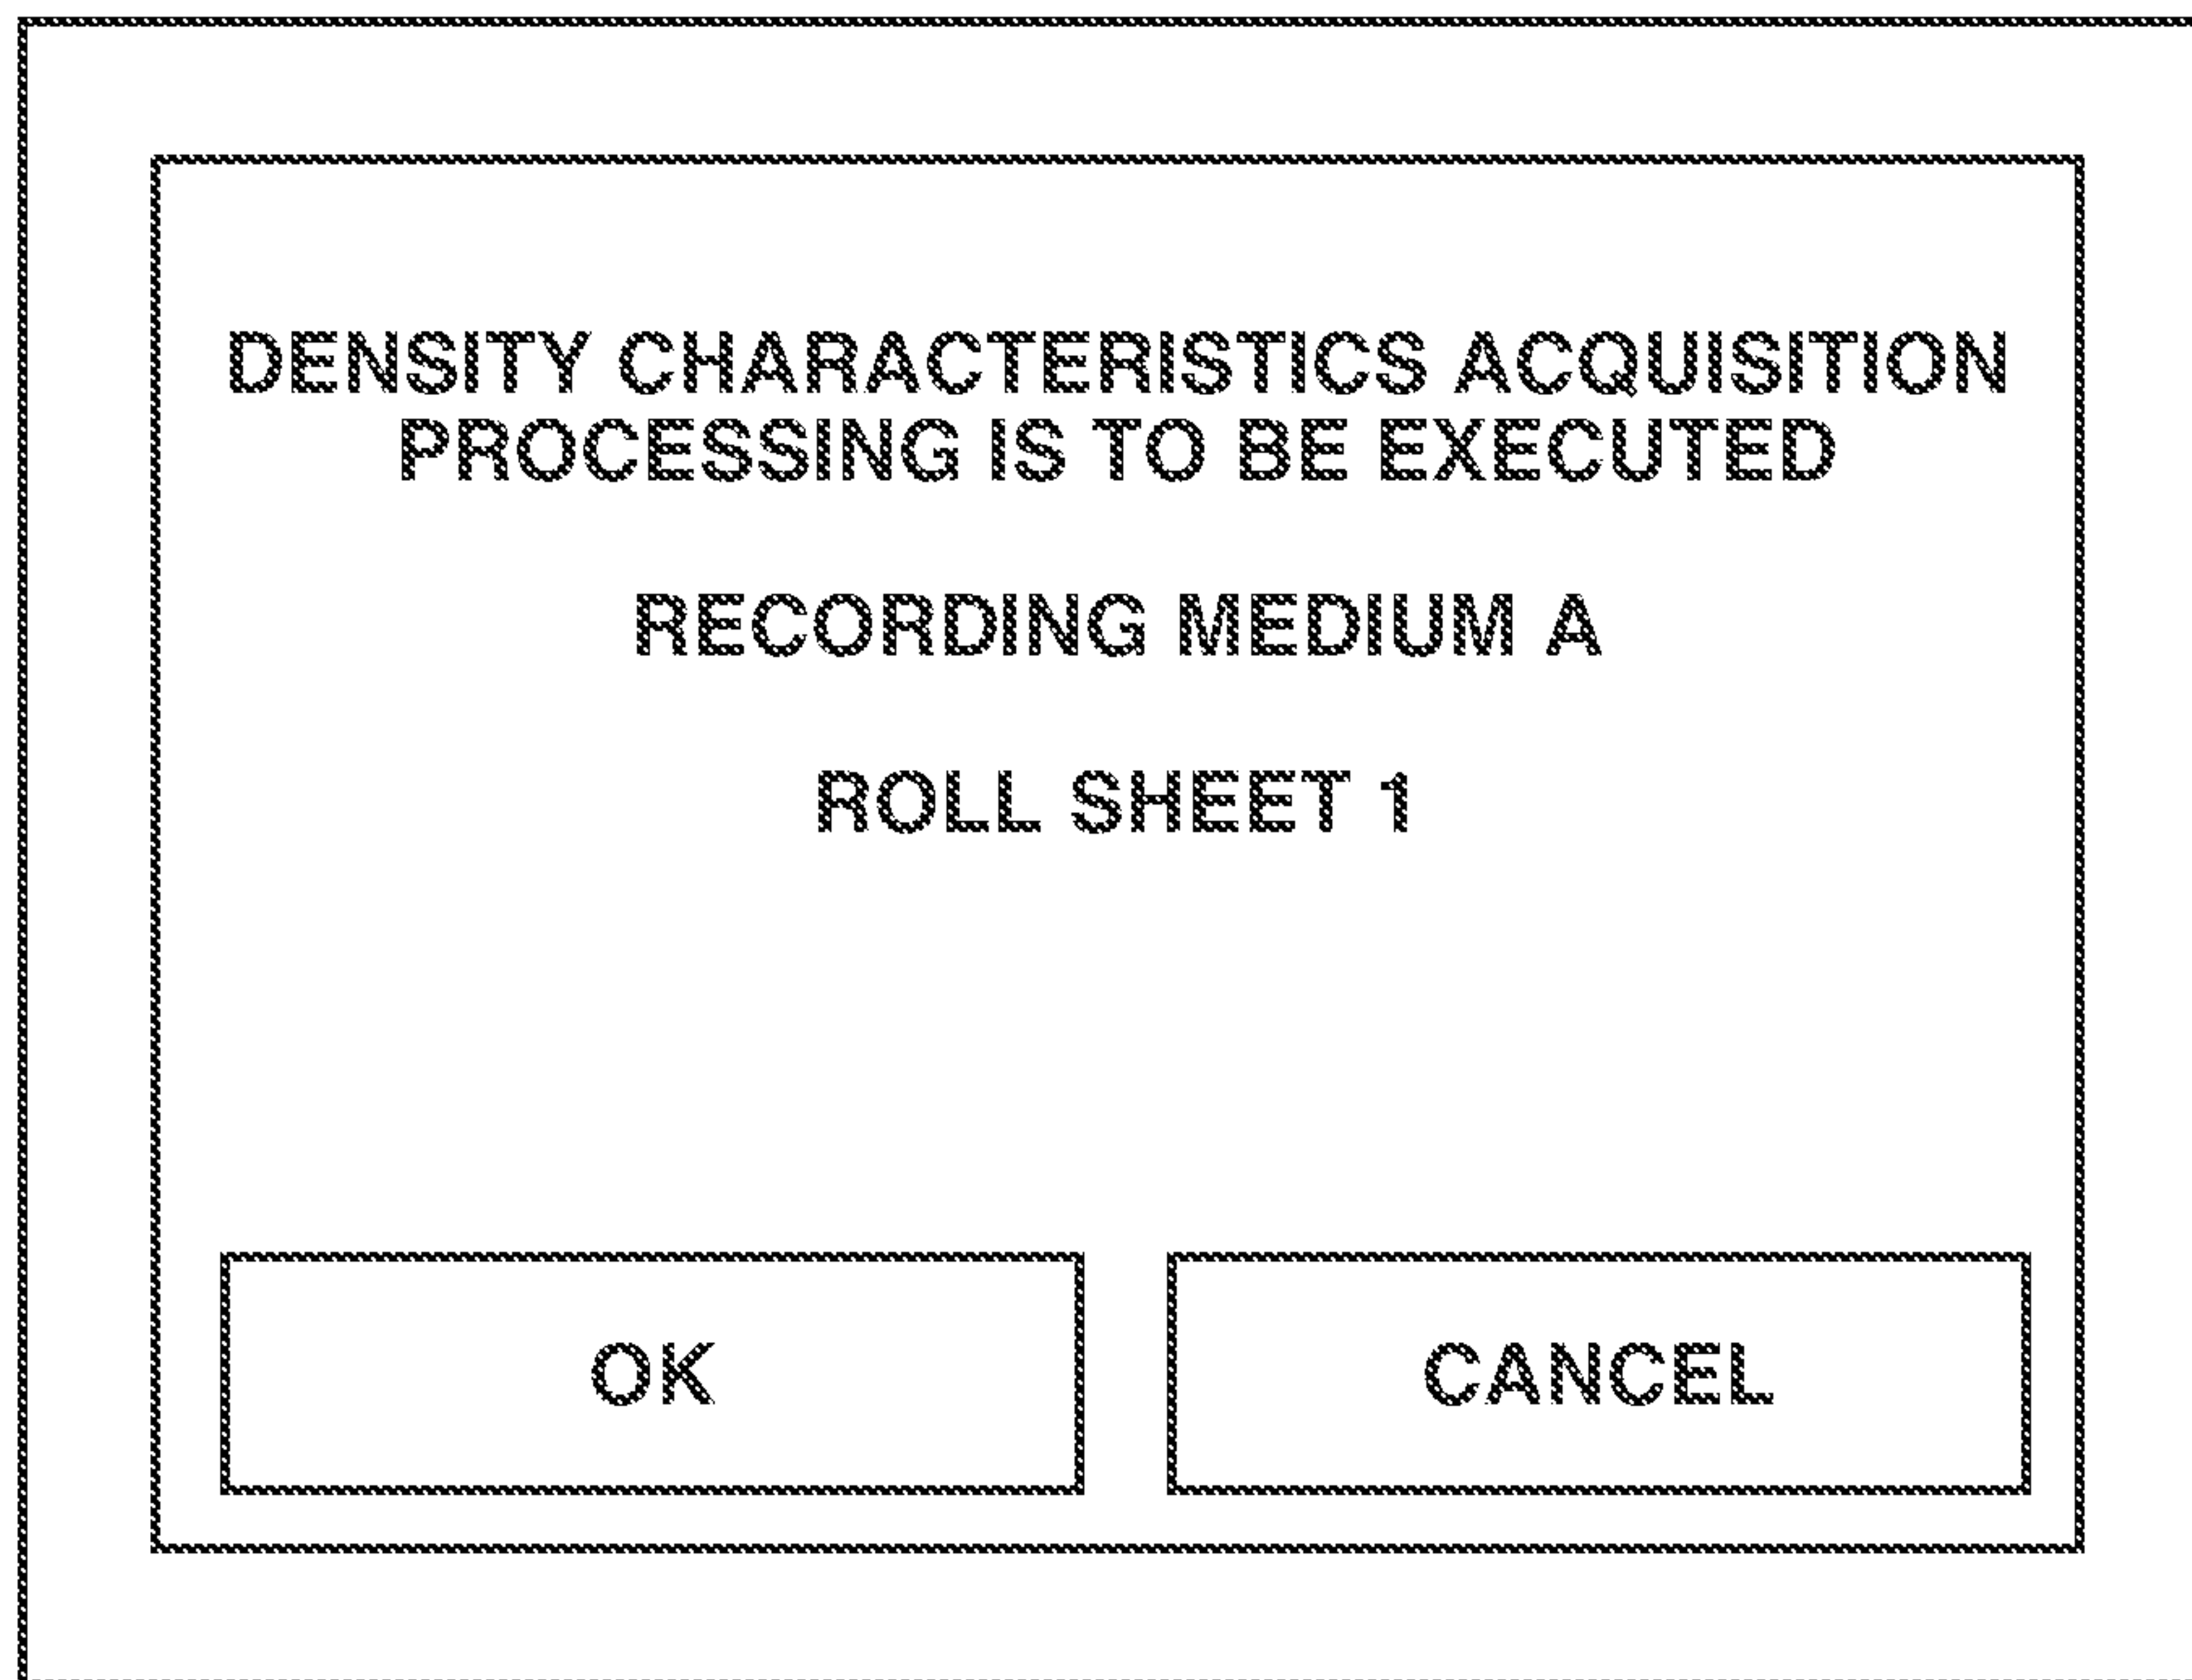 DENSITY CHARACTERISTICS ACQUISITION
PROCESSING IS TO BE EXECUTED
RECORDING MEDIUM A
ROLL SHEET 1
OK
CANCEL